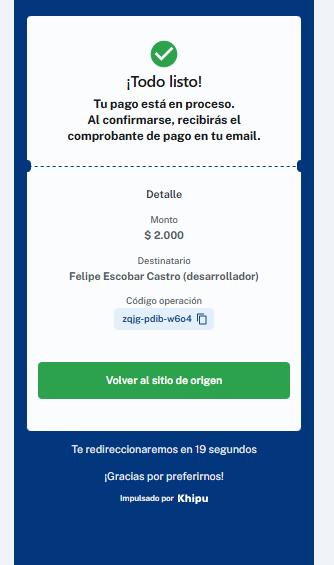 ¡Todo listo!
Tu pago está en proceso.
Al confirmarse, recibirás el
comprobante de pago en tu email.
Detalle
Monto
$ 2.000
Destinatario
Felipe Escobar Castro (desarrollador)
Código operación
zqjg-pdib-w6o4
Volver al sitio de origen
Te redireccionaremos en 19 segundos
¡Gracias por preferirnos!
Impulsado por Khipu